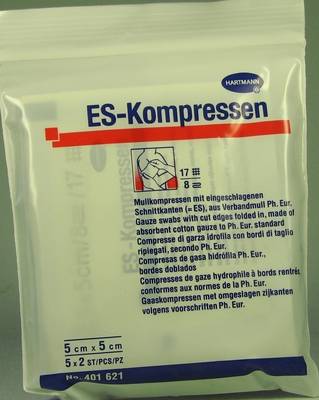 HARTMANN
ES-Kompressen
17
8
Mullkompressen mit eingeschlagenen
Schnittkanten (= ES), aus Verbandmull Ph. Eur.
Gauze swabs with cut edges folded in, made of
absorbent cotton gauze to Ph. Eur. standard
Compresse di garza idrofila con bordi di taglio
ripiegati, secondo Ph. Eur.
Compresas de gasa hidrófila Ph. Eur.,
bordes doblados
Compresses de gaze hydrophile à bords rentrés,
conformes aux normes de la Ph. Eur.
Gaaskompressen met omgeslagen zijkanten
volgens voorschriften Ph. Eur.
5 cm x 5 cm
5 x 2 ST/PCS/PZ
No. 401 621